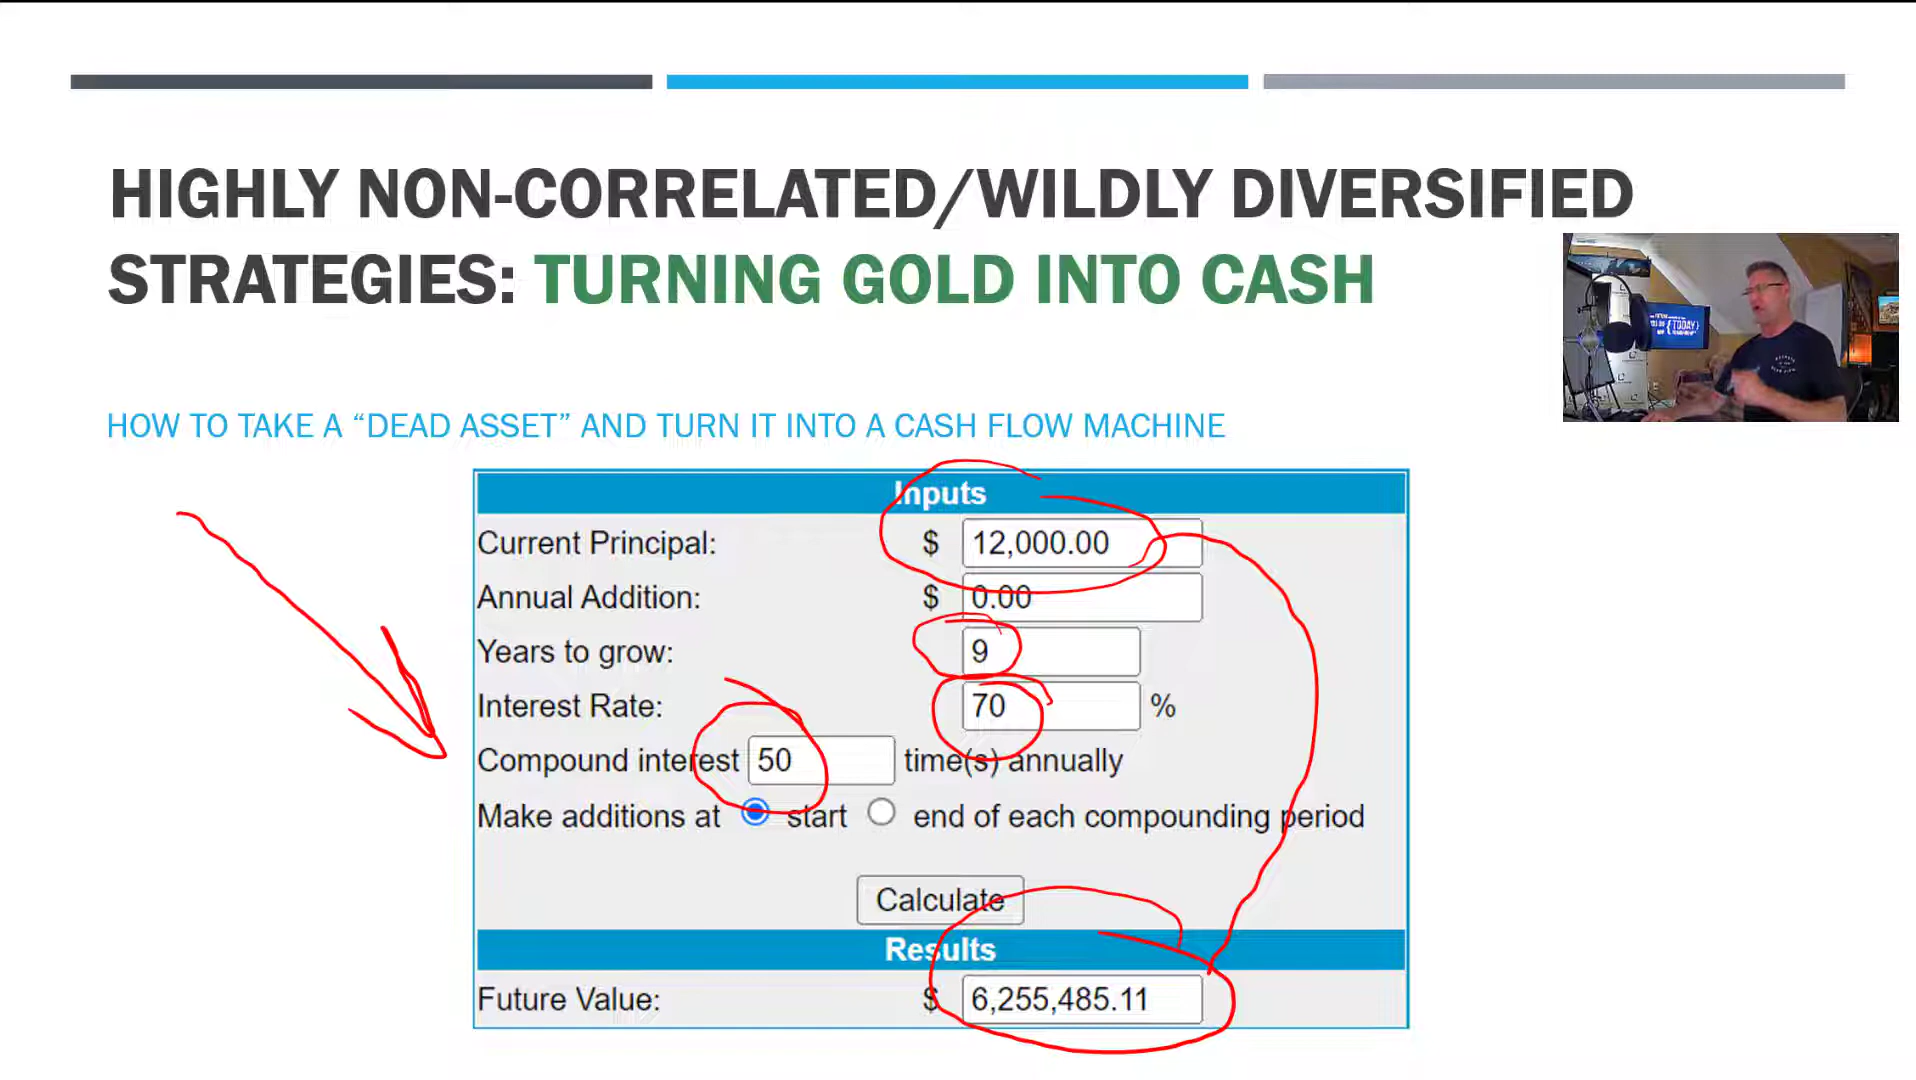 HIGHLY NON-CORRELATED/WILDLY DIVERSIFIED
STRATEGIES: TURNING GOLD INTO CASH
{TODAY}
HOW TO TAKE A “DEAD ASSET” AND TURN IT INTO A CASH FLOW MACHINE
Inputs
Current Principal: $ 12,000.00
Annual Addition: $ 0.00
Years to grow: 9
Interest Rate: 70 %
Compound interest 50 time(s) annually
Make additions at start end of each compounding period
Calculate
Results
Future Value: $ 6,255,485.11